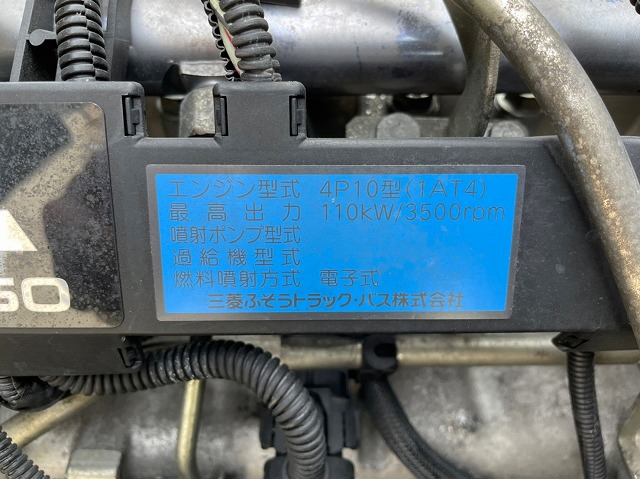 エンジン型式 4P10型(1AT4)
最高出力 110kW/3500rpm
噴射ポンプ型式
過給機型式
燃料噴射方式 電子式
三菱ふそうトラック・バス株式会社
50